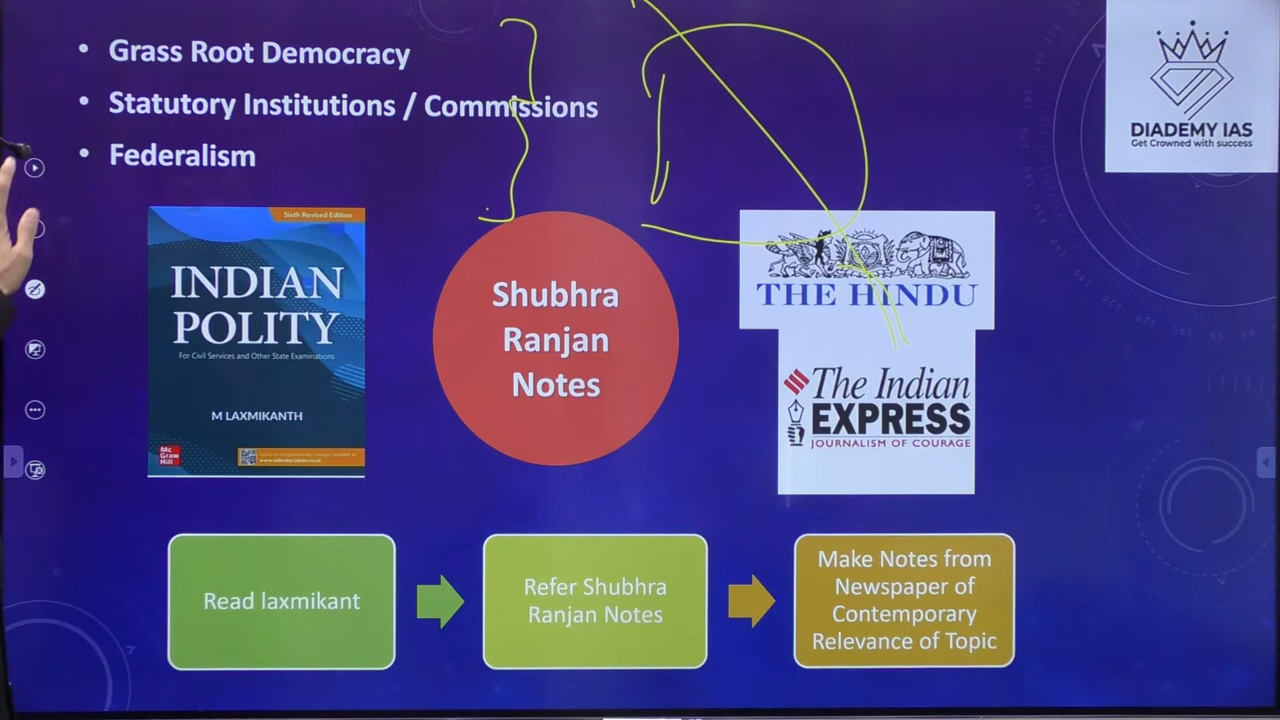 Grass Root Democracy
Statutory Institutions / Commissions
Federalism
DIADEMY IAS
Get Crowned with success
Sixth Revised Edition
INDIAN
POLITY
For Civil Services and Other State Examinations
M LAXMIKANTH
Mc
Graw
Hill
Shubhra
Ranjan
Notes
THE HINDU
The Indian
EXPRESS
JOURNALISM OF COURAGE
Read laxmikant
Refer Shubhra
Ranjan Notes
Make Notes from
Newspaper of
Contemporary
Relevance of Topic